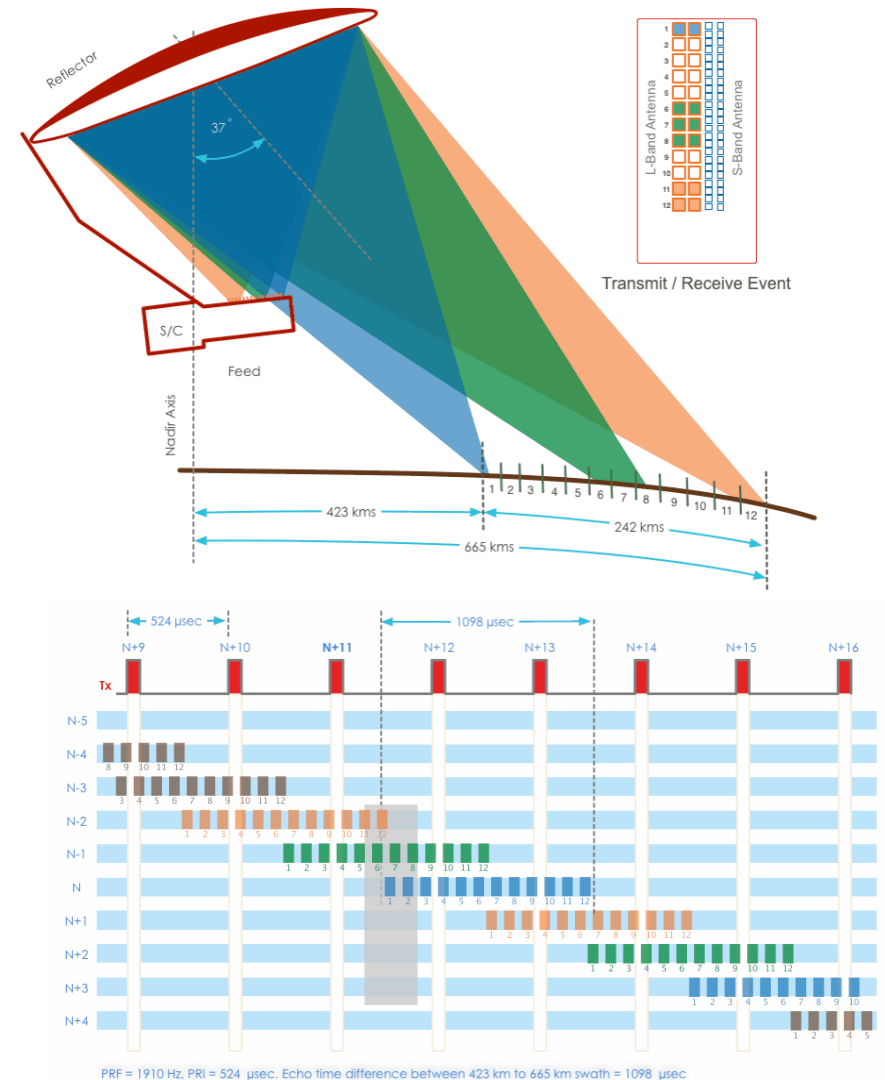 Reflector
37°
S/C
Feed
Nadir Axis
1 2 3 4 5 6 7 8 9 10 11 12
423 kms
242 kms
665 kms
1
2
3
4
5
6
7
8
9
10
11
12
L-Band Antenna
S-Band Antenna
Transmit / Receive Event
524 µsec
1098 µsec
N+9 N+10 N+11 N+12 N+13 N+14 N+15 N+16
Tx
N-5
N-4
8 9 10 11 12
N-3
3 4 5 6 7 8 9 10 11 12
N-2
1 2 3 4 5 6 7 8 9 10 11 12
N-1
1 2 3 4 5 6 7 8 9 10 11 12
N
1 2 3 4 5 6 7 8 9 10 11 12
N+1
1 2 3 4 5 6 7 8 9 10 11 12
N+2
1 2 3 4 5 6 7 8 9 10 11 12
N+3
1 2 3 4 5 6 7 8 9 10
N+4
1 2 3 4 5
PRF = 1910 Hz, PRI = 524 µsec. Echo time difference between 423 km to 665 km swath = 1098 µsec